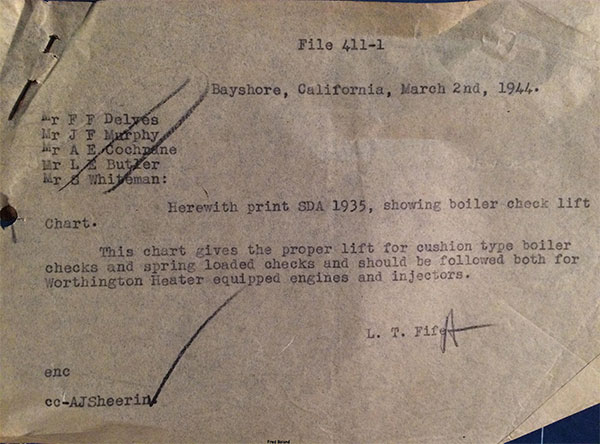 File 411-1
Bayshore, California, March 2nd, 1944.
Mr F F Delves
Mr J F Murphy
Mr A E Cochrane
Mr L E Butler
Mr S Whiteman:
Herewith print SDA 1935, showing boiler check lift
Chart.
This chart gives the proper lift for cushion type boiler
checks and spring loaded checks and should be followed both for
Worthington Heater equipped engines and injectors.
L. T. Fife
enc
cc-AJSheerin.
Fred Boland